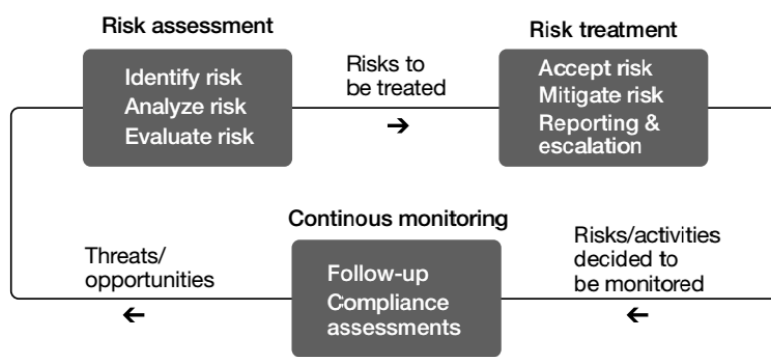 Risk assessment
Identify risk
Analyze risk
Evaluate risk
Risks to
be treated
→
Risk treatment
Accept risk
Mitigate risk
Reporting &
escalation
Risks/activities
decided to
be monitored
←
Continous monitoring
Follow-up
Compliance
assessments
Threats/
opportunities
←